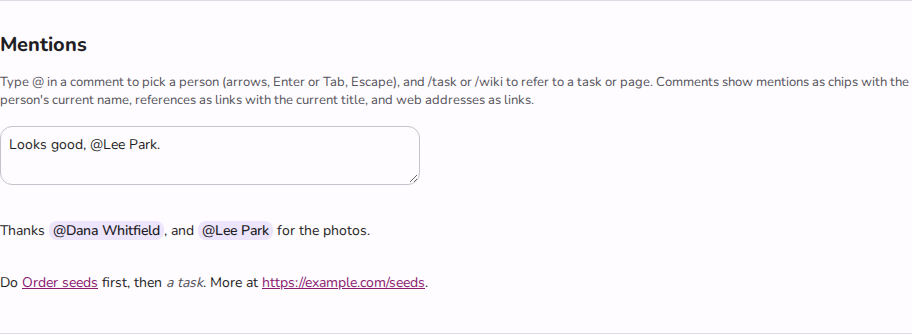 Mentions
Type @ in a comment to pick a person (arrows, Enter or Tab, Escape), and /task or /wiki to refer to a task or page. Comments show mentions as chips with the
person's current name, references as links with the current title, and web addresses as links.
Looks good, @Lee Park.
Thanks @Dana Whitfield, and @Lee Park for the photos.
Do Order seeds first, then a task. More at https://example.com/seeds.